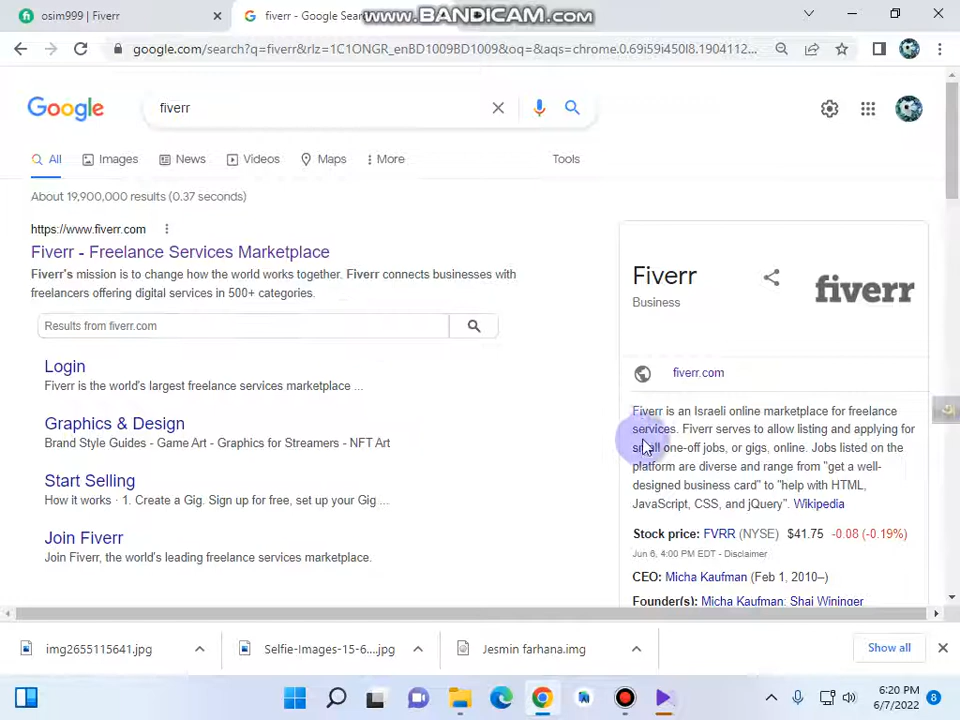 osim999 | Fiverr
fiverr - Google Sear
www.BANDICAM.com
google.com/search?q=fiverr&rlz=1C1ONGR_enBD1009BD1009&oq=&aqs=chrome.0.69i59i450l8.1904112...
Google
fiverr
All
Images
News
Videos
Maps
More
Tools
About 19,900,000 results (0.37 seconds)
https://www.fiverr.com
Fiverr - Freelance Services Marketplace
Fiverr's mission is to change how the world works together. Fiverr connects businesses with
freelancers offering digital services in 500+ categories.
Results from fiverr.com
Login
Fiverr is the world's largest freelance services marketplace ...
Graphics & Design
Brand Style Guides - Game Art - Graphics for Streamers - NFT Art
Start Selling
How it works · 1. Create a Gig. Sign up for free, set up your Gig ...
Join Fiverr
Join Fiverr, the world's leading freelance services marketplace.
Fiverr
Business
fiverr
fiverr.com
Fiverr is an Israeli online marketplace for freelance
services. Fiverr serves to allow listing and applying for
small one-off jobs, or gigs, online. Jobs listed on the
platform are diverse and range from "get a well-
designed business card" to "help with HTML,
JavaScript, CSS, and jQuery". Wikipedia
Stock price: FVRR (NYSE) $41.75 -0.08 (-0.19%)
Jun 6, 4:00 PM EDT - Disclaimer
CEO: Micha Kaufman (Feb 1, 2010–)
Founder(s): Micha Kaufman; Shai Wininger
img2655115641.jpg
Selfie-Images-15-6....jpg
Jesmin farhana.img
Show all
6:20 PM
6/7/2022
8